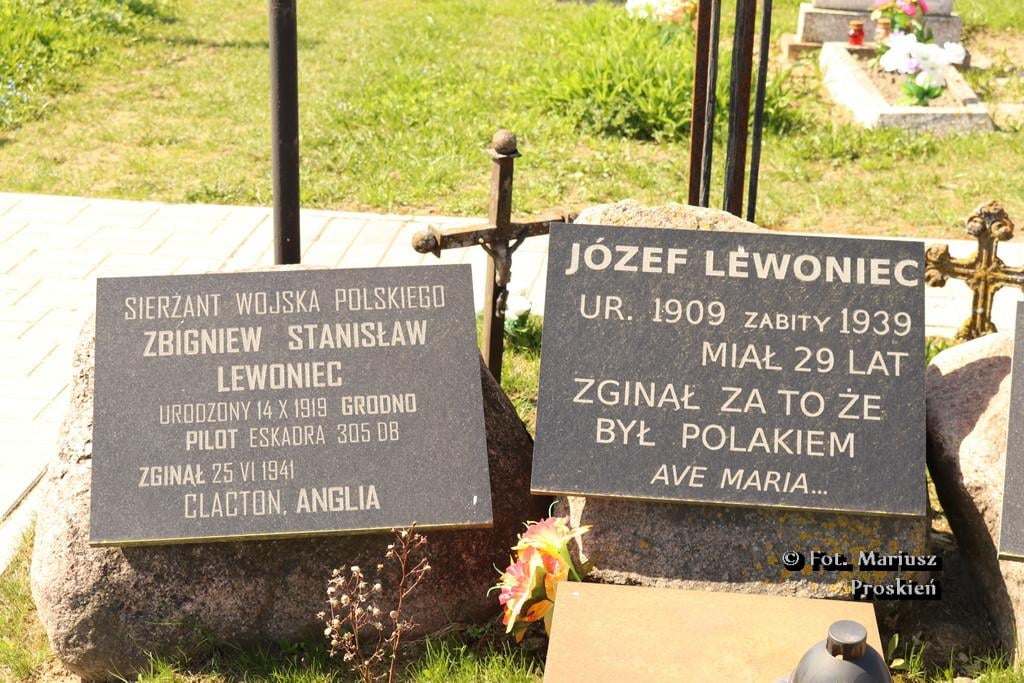 SIERŻANT WOJSKA POLSKIEGO
ZBIGNIEW STANISŁAW
LEWONIEC
URODZONY 14 X 1919 GRODNO
PILOT ESKADRA 305 DB
ZGINĄŁ 25 VI 1941
CLACTON, ANGLIA
JÓZEF LEWONIEC
UR. 1909 ZABITY 1939
MIAŁ 29 LAT
ZGINĄŁ ZA TO ŻE
BYŁ POLAKIEM
AVE MARIA...
© Fot. Mariusz
Proskień